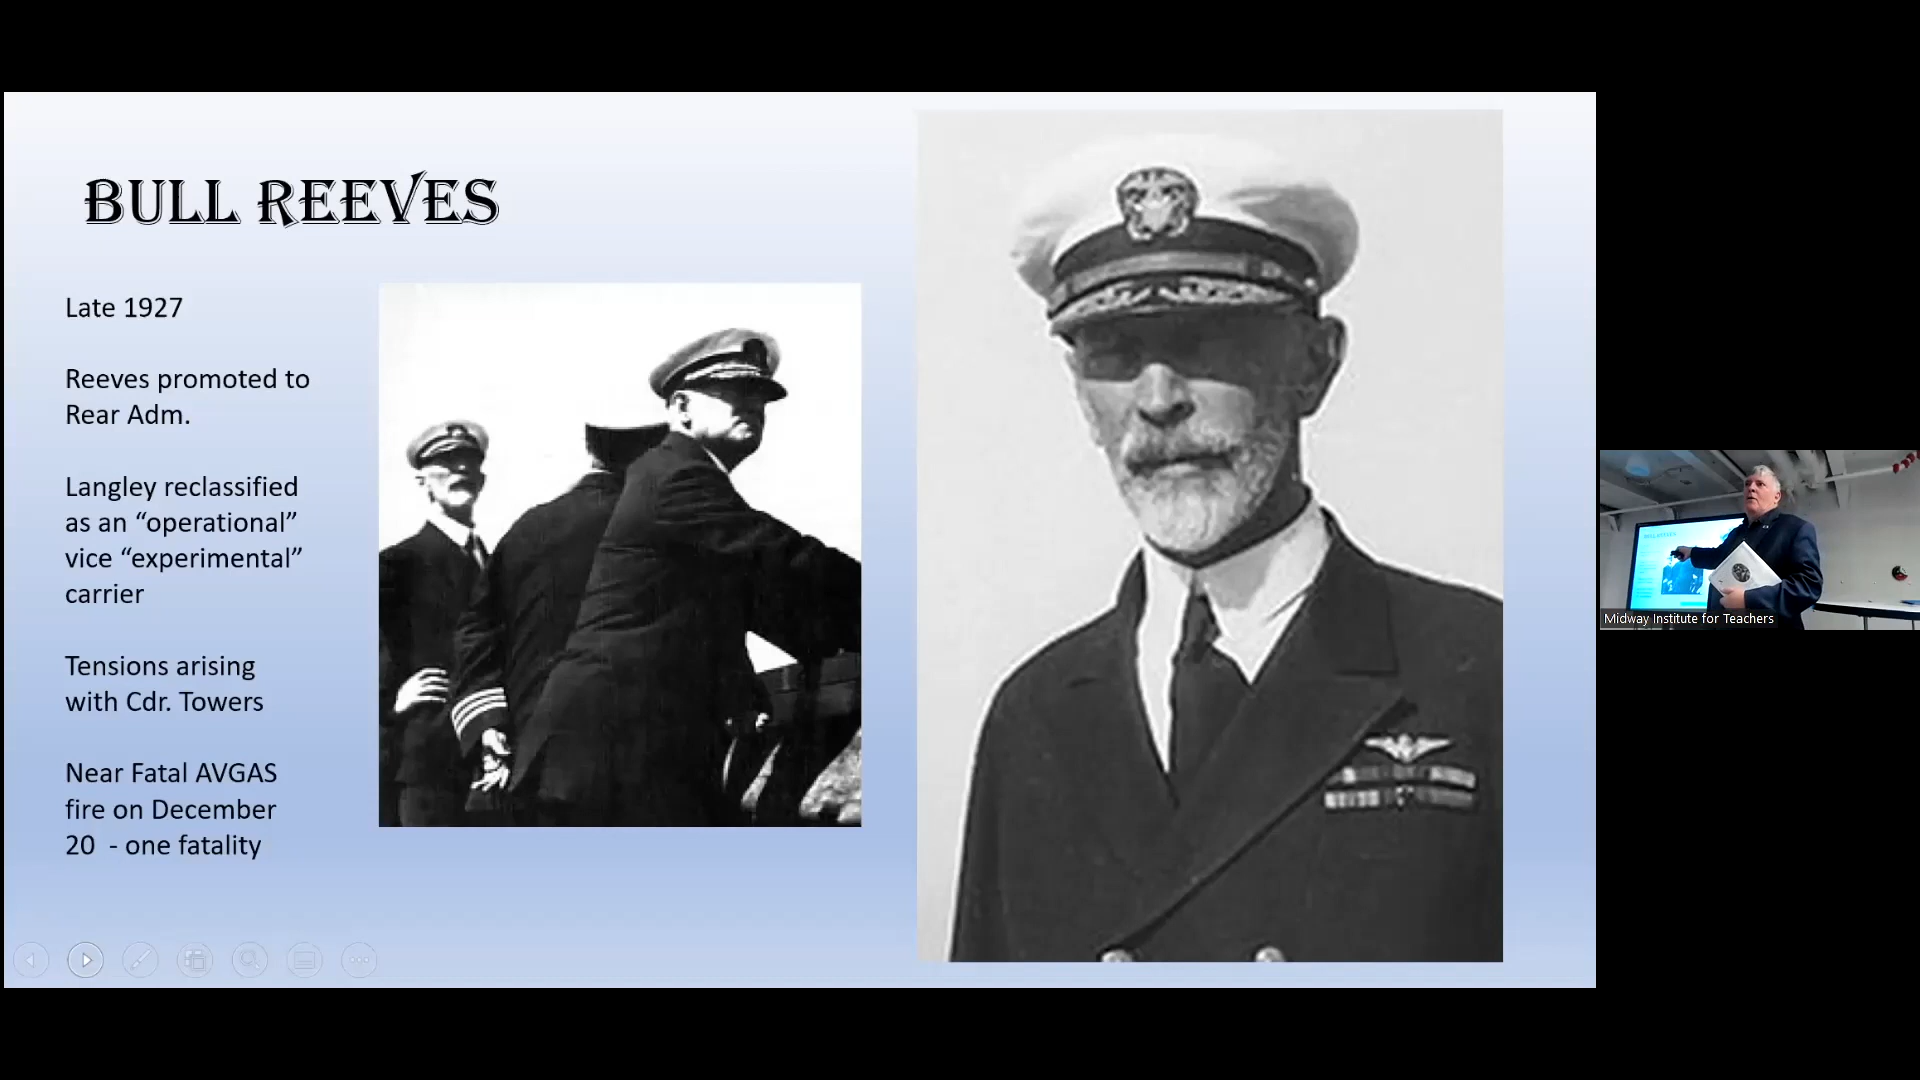 BULL REEVES
Late 1927
Reeves promoted to
Rear Adm.
Langley reclassified
as an “operational”
vice “experimental”
carrier
Tensions arising
with Cdr. Towers
Near Fatal AVGAS
fire on December
20  - one fatality
Midway Institute for Teachers